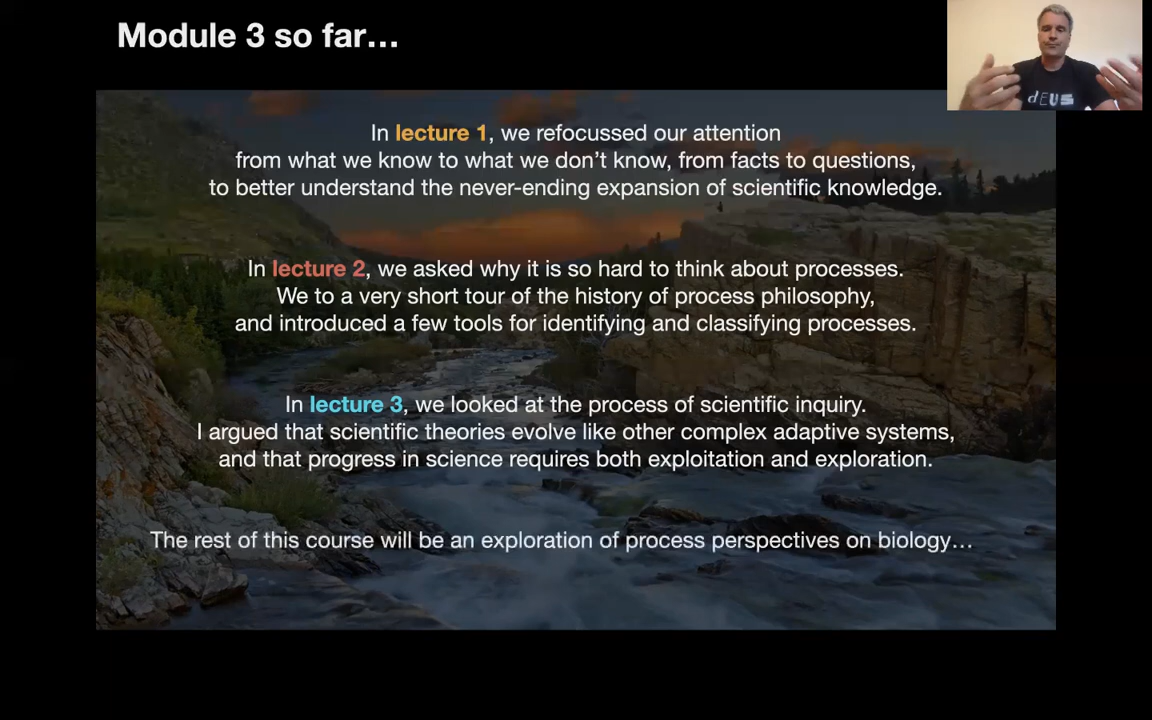 Module 3 so far…
dEUS
In lecture 1, we refocussed our attention
from what we know to what we don’t know, from facts to questions,
to better understand the never-ending expansion of scientific knowledge.
In lecture 2, we asked why it is so hard to think about processes.
We to a very short tour of the history of process philosophy,
and introduced a few tools for identifying and classifying processes.
In lecture 3, we looked at the process of scientific inquiry.
I argued that scientific theories evolve like other complex adaptive systems,
and that progress in science requires both exploitation and exploration.
The rest of this course will be an exploration of process perspectives on biology…